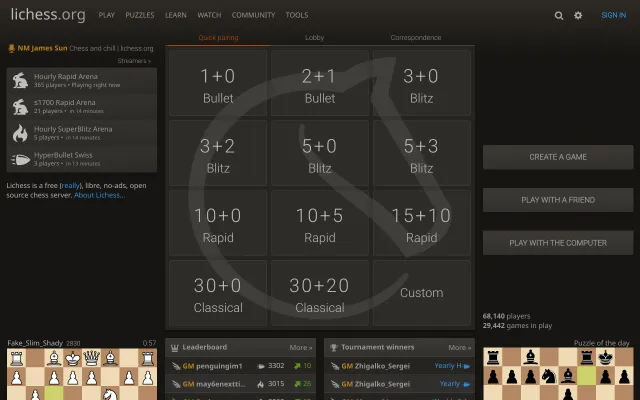 lichess.org PLAY PUZZLES LEARN WATCH COMMUNITY TOOLS SIGN IN
NM James Sun Chess and chill | lichess.org
Streamers »
Hourly Rapid Arena
365 players • Playing right now
≤1700 Rapid Arena
21 players • in 14 minutes
Hourly SuperBlitz Arena
5 players • in 14 minutes
HyperBullet Swiss
3 players • in 13 minutes
Lichess is a free (really), libre, no-ads, open
source chess server. About Lichess...
Quick pairing Lobby Correspondence
1+0
Bullet
2+1
Bullet
3+0
Blitz
3+2
Blitz
5+0
Blitz
5+3
Blitz
10+0
Rapid
10+5
Rapid
15+10
Rapid
30+0
Classical
30+20
Classical
Custom
CREATE A GAME
PLAY WITH A FRIEND
PLAY WITH THE COMPUTER
68,140 players
29,442 games in play
Fake_Slim_Shady 2830 0:57
Leaderboard More »
GM penguingim1 3302 10
GM may6enextti... 3015 26
Tournament winners More »
GM Zhigalko_Sergei Yearly H
GM Zhigalko_Sergei Yearly
Puzzle of the day